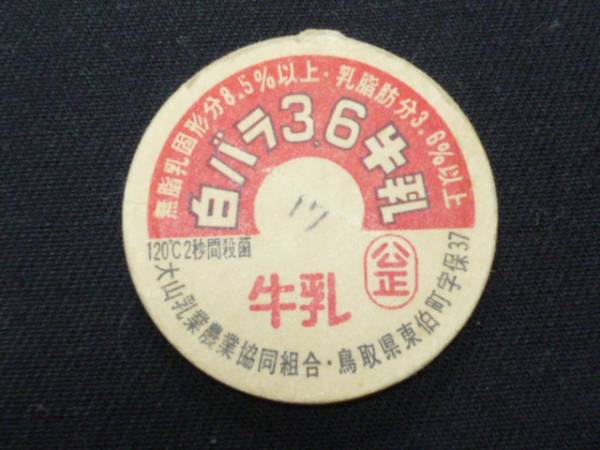 無脂乳固形分8.5%以上・乳脂肪分3.6%以上
白バラ3.6牛乳
17
120℃2秒間殺菌
公正
牛乳
大山乳業農業協同組合・鳥取県東伯町字保37